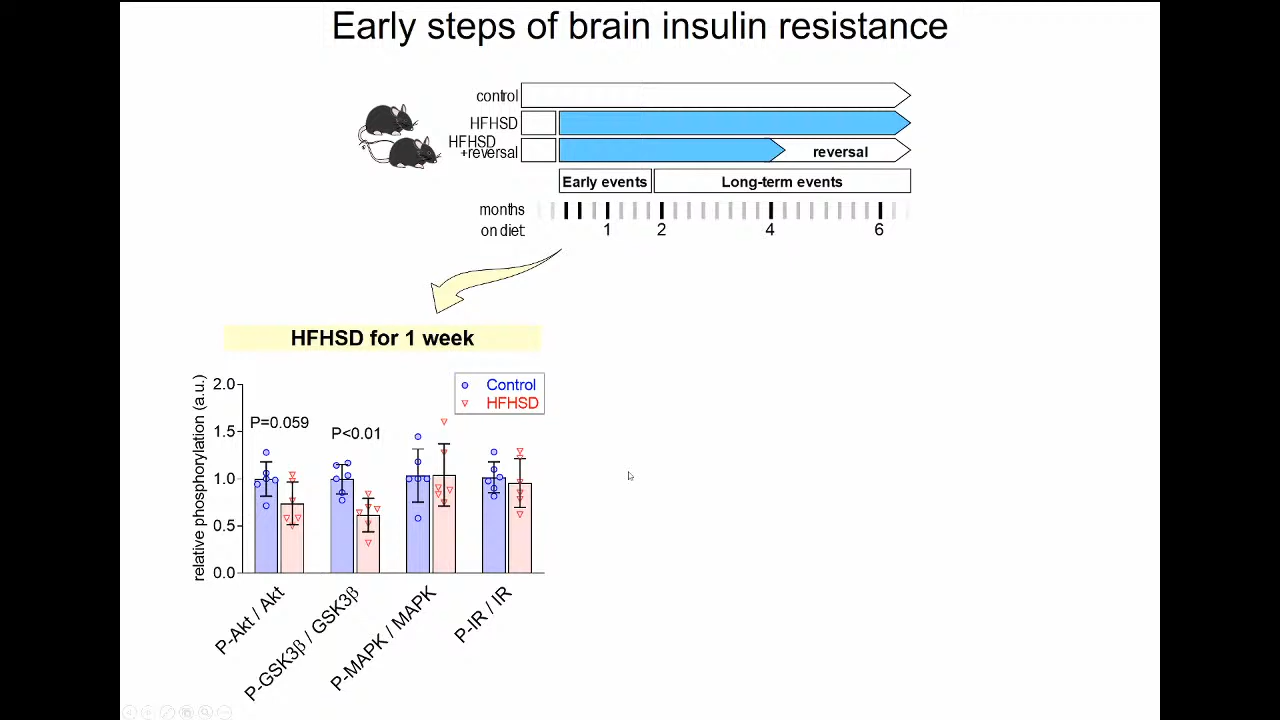 Early steps of brain insulin resistance
control
HFHSD
HFHSD
+reversal
reversal
Early events
Long-term events
months
on diet:
1 2 4 6
HFHSD for 1 week
relative phosphorylation (a.u.)
2.0
1.5
1.0
0.5
0.0
P=0.059
P<0.01
Control
HFHSD
P-Akt / Akt
P-GSK3β / GSK3β
P-MAPK / MAPK
P-IR / IR